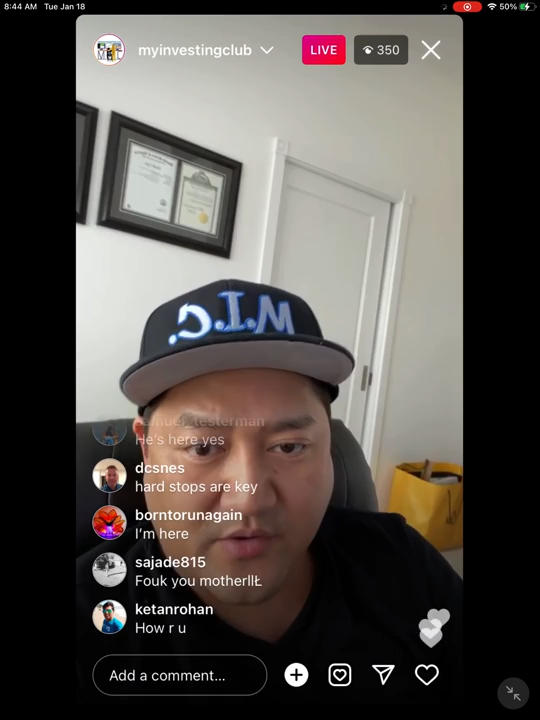 8:44 AM Tue Jan 18
50%
myinvestingclub
LIVE
350
M.I.C.
He's here yes
dcsnes
hard stops are key
borntorunagain
I'm here
sajade815
Fouk you motherlłŁ
ketanrohan
How r u
Add a comment...